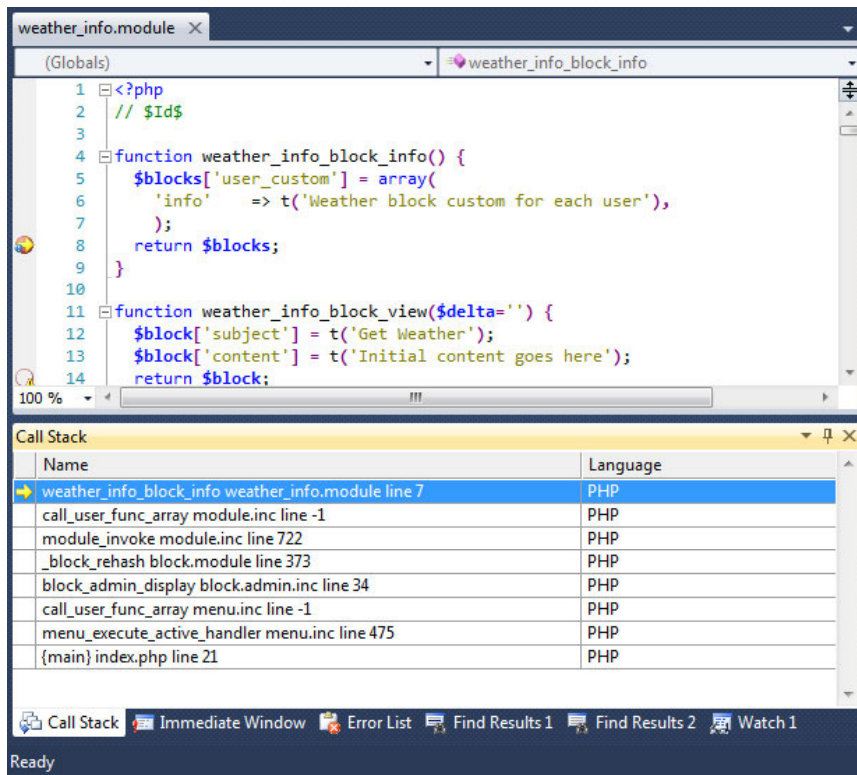 weather_info.module
(Globals) weather_info_block_info
1 <?php
2 // $Id$
3
4 function weather_info_block_info() {
5 $blocks['user_custom'] = array(
6 'info' => t('Weather block custom for each user'),
7 );
8 return $blocks;
9 }
10
11 function weather_info_block_view($delta='') {
12 $block['subject'] = t('Get Weather');
13 $block['content'] = t('Initial content goes here');
14 return $block;
100 %
Call Stack
Name Language
weather_info_block_info weather_info.module line 7 PHP
call_user_func_array module.inc line -1 PHP
module_invoke module.inc line 722 PHP
_block_rehash block.module line 373 PHP
block_admin_display block.admin.inc line 34 PHP
call_user_func_array menu.inc line -1 PHP
menu_execute_active_handler menu.inc line 475 PHP
{main} index.php line 21 PHP
Call Stack Immediate Window Error List Find Results 1 Find Results 2 Watch 1
Ready